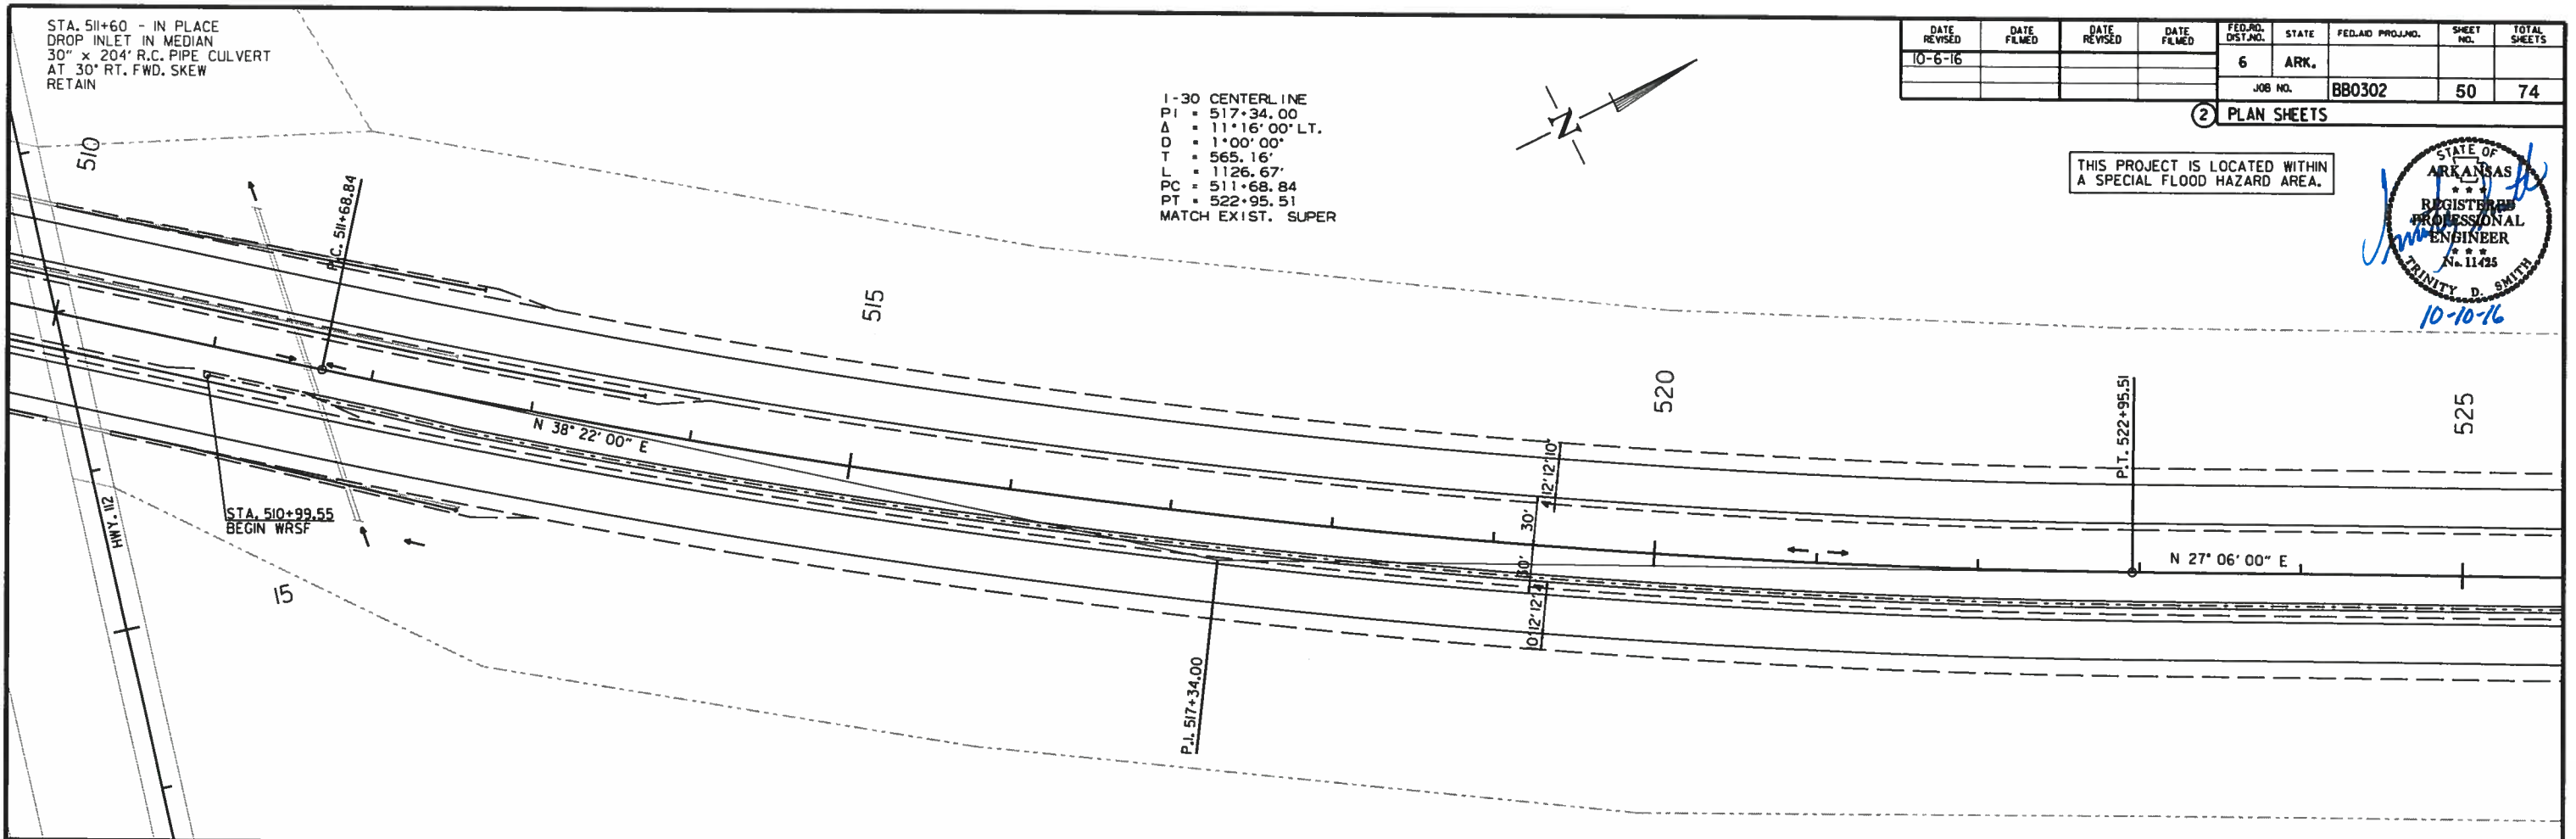 STA. 511+60 - IN PLACE
DROP INLET IN MEDIAN
30" x 204' R.C. PIPE CULVERT
AT 30° RT. FWD. SKEW
RETAIN
I-30 CENTERLINE
PI = 517+34.00
Δ = 11°16'00" LT.
D = 1°00'00"
T = 565.16'
L = 1126.67'
PC = 511+68.84
PT = 522+95.51
MATCH EXIST. SUPER
N
DATE REVISED
DATE FILMED
DATE REVISED
DATE FILMED
FED.RD. DIST.NO.
STATE
FED.AID PROJ.NO.
SHEET NO.
TOTAL SHEETS
10-6-16
6
ARK.
JOB NO.
BB0302
50
74
2 PLAN SHEETS
THIS PROJECT IS LOCATED WITHIN
A SPECIAL FLOOD HAZARD AREA.
STATE OF
ARKANSAS
* * *
REGISTERED
PROFESSIONAL
ENGINEER
* * *
No. 11425
TRINITY D. SMITH
10-10-16
510
P.C. 511+68.84
515
520
P.T. 522+95.51
525
N 38° 22' 00" E
4' 12' 12' 10'
30'
30'
N 27° 06' 00" E
HWY. 112
STA. 510+99.55
BEGIN WRSF
15
P.I. 517+34.00